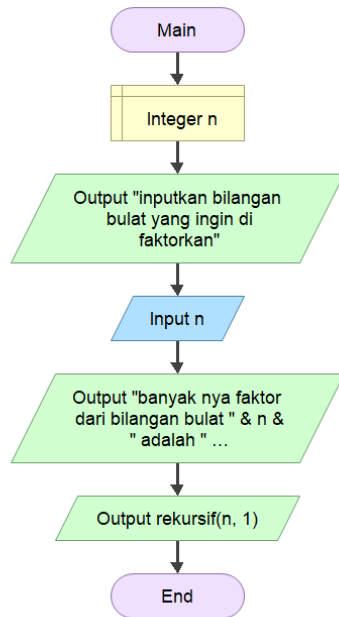 Main
Integer n
Output "inputkan bilangan
bulat yang ingin di
faktorkan"
Input n
Output "banyak nya faktor
dari bilangan bulat " & n &
" adalah " ...
Output rekursif(n, 1)
End